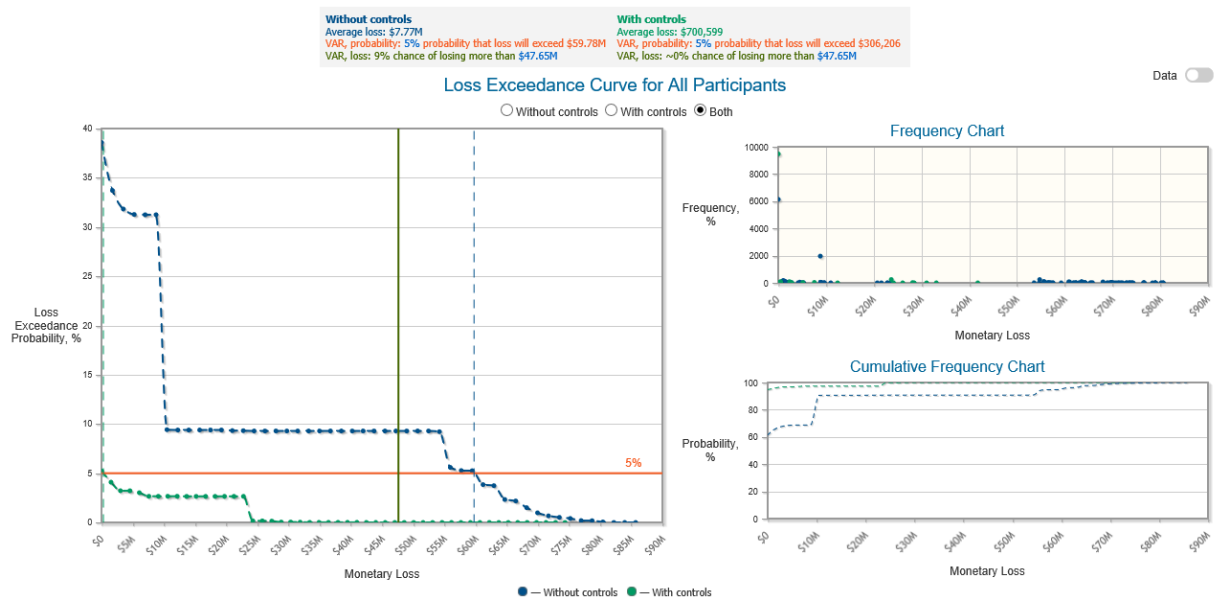 Without controls
Average loss: $7.77M
VAR, probability: 5% probability that loss will exceed $59.78M
VAR, loss: 9% chance of losing more than $47.65M
With controls
Average loss: $700,599
VAR, probability: 5% probability that loss will exceed $306,206
VAR, loss: ~0% chance of losing more than $47.65M
Data
Loss Exceedance Curve for All Participants
Without controls With controls Both
Loss
Exceedance
Probability, %
40
35
30
25
20
15
10
5
0
5%
$0 $5M $10M $15M $20M $25M $30M $35M $40M $45M $50M $55M $60M $65M $70M $75M $80M $85M $90M
Monetary Loss
Frequency Chart
Frequency,
%
10000
8000
6000
4000
2000
0
$0 $10M $20M $30M $40M $50M $60M $70M $80M $90M
Monetary Loss
Cumulative Frequency Chart
Probability,
%
100
80
60
40
20
0
$0 $10M $20M $30M $40M $50M $60M $70M $80M $90M
Monetary Loss
— Without controls — With controls